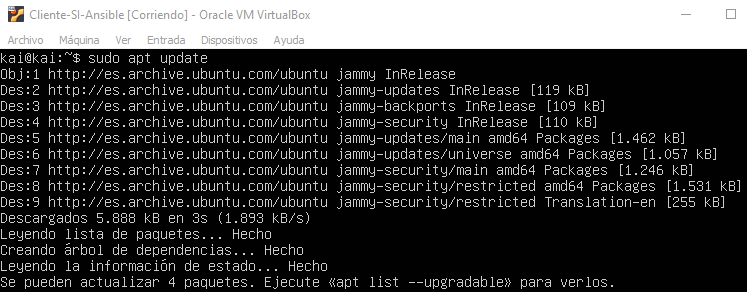 Cliente-SI-Ansible [Corriendo] - Oracle VM VirtualBox
Archivo Máquina Ver Entrada Dispositivos Ayuda
kai@kai:~$ sudo apt update
Obj:1 http://es.archive.ubuntu.com/ubuntu jammy InRelease
Des:2 http://es.archive.ubuntu.com/ubuntu jammy-updates InRelease [119 kB]
Des:3 http://es.archive.ubuntu.com/ubuntu jammy-backports InRelease [109 kB]
Des:4 http://es.archive.ubuntu.com/ubuntu jammy-security InRelease [110 kB]
Des:5 http://es.archive.ubuntu.com/ubuntu jammy-updates/main amd64 Packages [1.462 kB]
Des:6 http://es.archive.ubuntu.com/ubuntu jammy-updates/universe amd64 Packages [1.057 kB]
Des:7 http://es.archive.ubuntu.com/ubuntu jammy-security/main amd64 Packages [1.246 kB]
Des:8 http://es.archive.ubuntu.com/ubuntu jammy-security/restricted amd64 Packages [1.531 kB]
Des:9 http://es.archive.ubuntu.com/ubuntu jammy-security/restricted Translation-en [255 kB]
Descargados 5.888 kB en 3s (1.893 kB/s)
Leyendo lista de paquetes... Hecho
Creando árbol de dependencias... Hecho
Leyendo la información de estado... Hecho
Se pueden actualizar 4 paquetes. Ejecute «apt list --upgradable» para verlos.